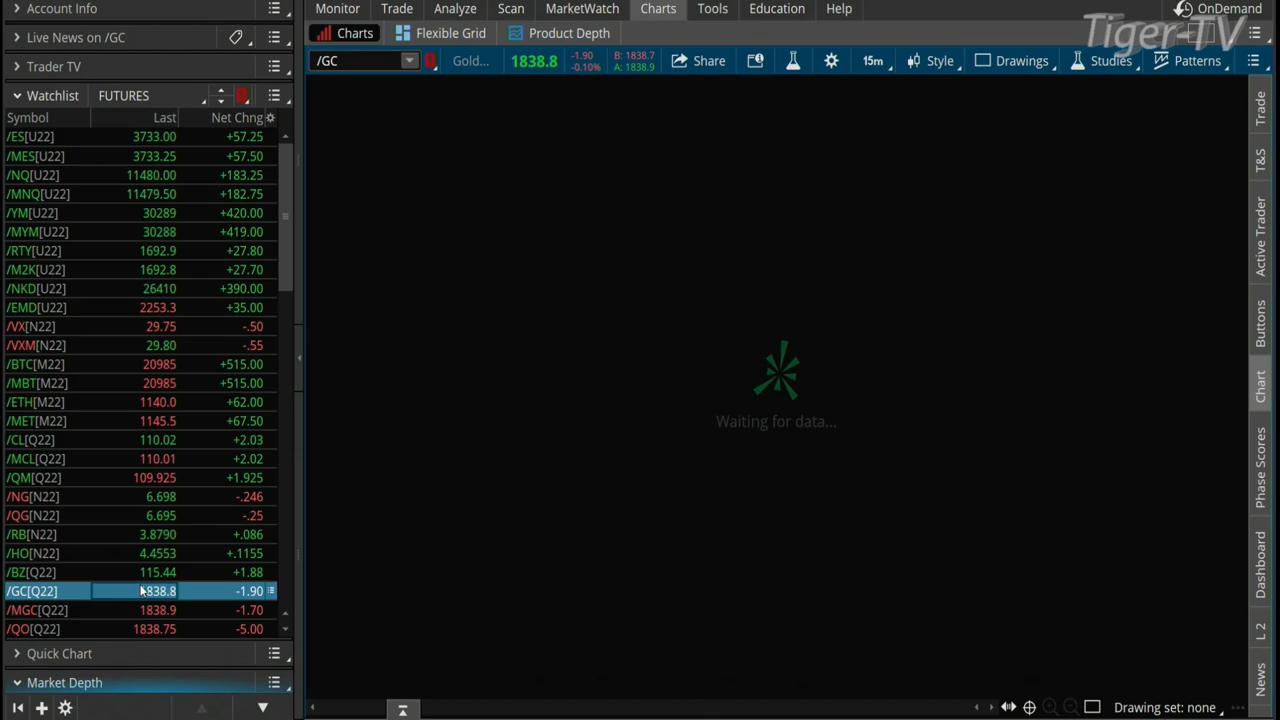 Account Info
Monitor Trade Analyze Scan MarketWatch Charts Tools Education Help OnDemand
Tiger-TV
Live News on /GC
Charts Flexible Grid Product Depth
Trader TV
/GC Gold... 1838.8 -1.90 -0.10% B: 1838.7 A: 1838.9 Share 15m Style Drawings Studies Patterns
Watchlist FUTURES
Symbol Last Net Chng
/ES[U22] 3733.00 +57.25
/MES[U22] 3733.25 +57.50
/NQ[U22] 11480.00 +183.25
/MNQ[U22] 11479.50 +182.75
/YM[U22] 30289 +420.00
/MYM[U22] 30288 +419.00
/RTY[U22] 1692.9 +27.80
/M2K[U22] 1692.8 +27.70
/NKD[U22] 26410 +390.00
/EMD[U22] 2253.3 +35.00
/VX[N22] 29.75 -.50
/VXM[N22] 29.80 -.55
/BTC[M22] 20985 +515.00
/MBT[M22] 20985 +515.00
/ETH[M22] 1140.0 +62.00
/MET[M22] 1145.5 +67.50
/CL[Q22] 110.02 +2.03
/MCL[Q22] 110.01 +2.02
/QM[Q22] 109.925 +1.925
/NG[N22] 6.698 -.246
/QG[N22] 6.695 -.25
/RB[N22] 3.8790 +.086
/HO[N22] 4.4553 +.1155
/BZ[Q22] 115.44 +1.88
/GC[Q22] 1838.8 -1.90
/MGC[Q22] 1838.9 -1.70
/QO[Q22] 1838.75 -5.00
Quick Chart
Market Depth
Waiting for data...
Drawing set: none
Trade
T&S
Active Trader
Buttons
Chart
Phase Scores
Dashboard
L 2
News